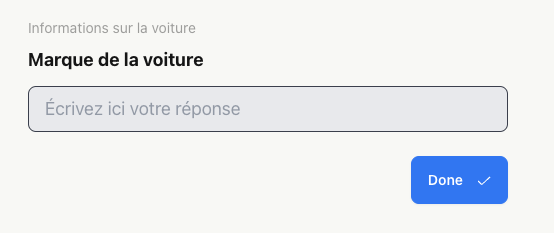 Informations sur la voiture
Marque de la voiture
Écrivez ici votre réponse
Done